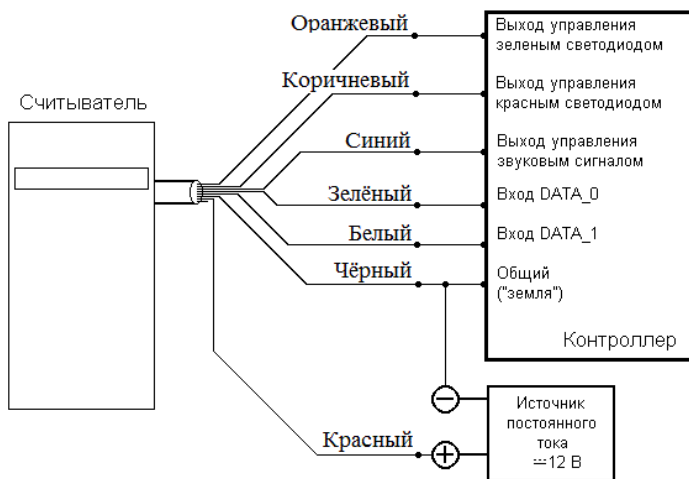 Оранжевый
Выход управления
зеленым светодиодом
Коричневый
Выход управления
красным светодиодом
Считыватель
Синий
Выход управления
звуковым сигналом
Зелёный
Вход DATA_0
Белый
Вход DATA_1
Чёрный
Общий
("земля")
Контроллер
Источник
постоянного
тока
⎓12 В
Красный